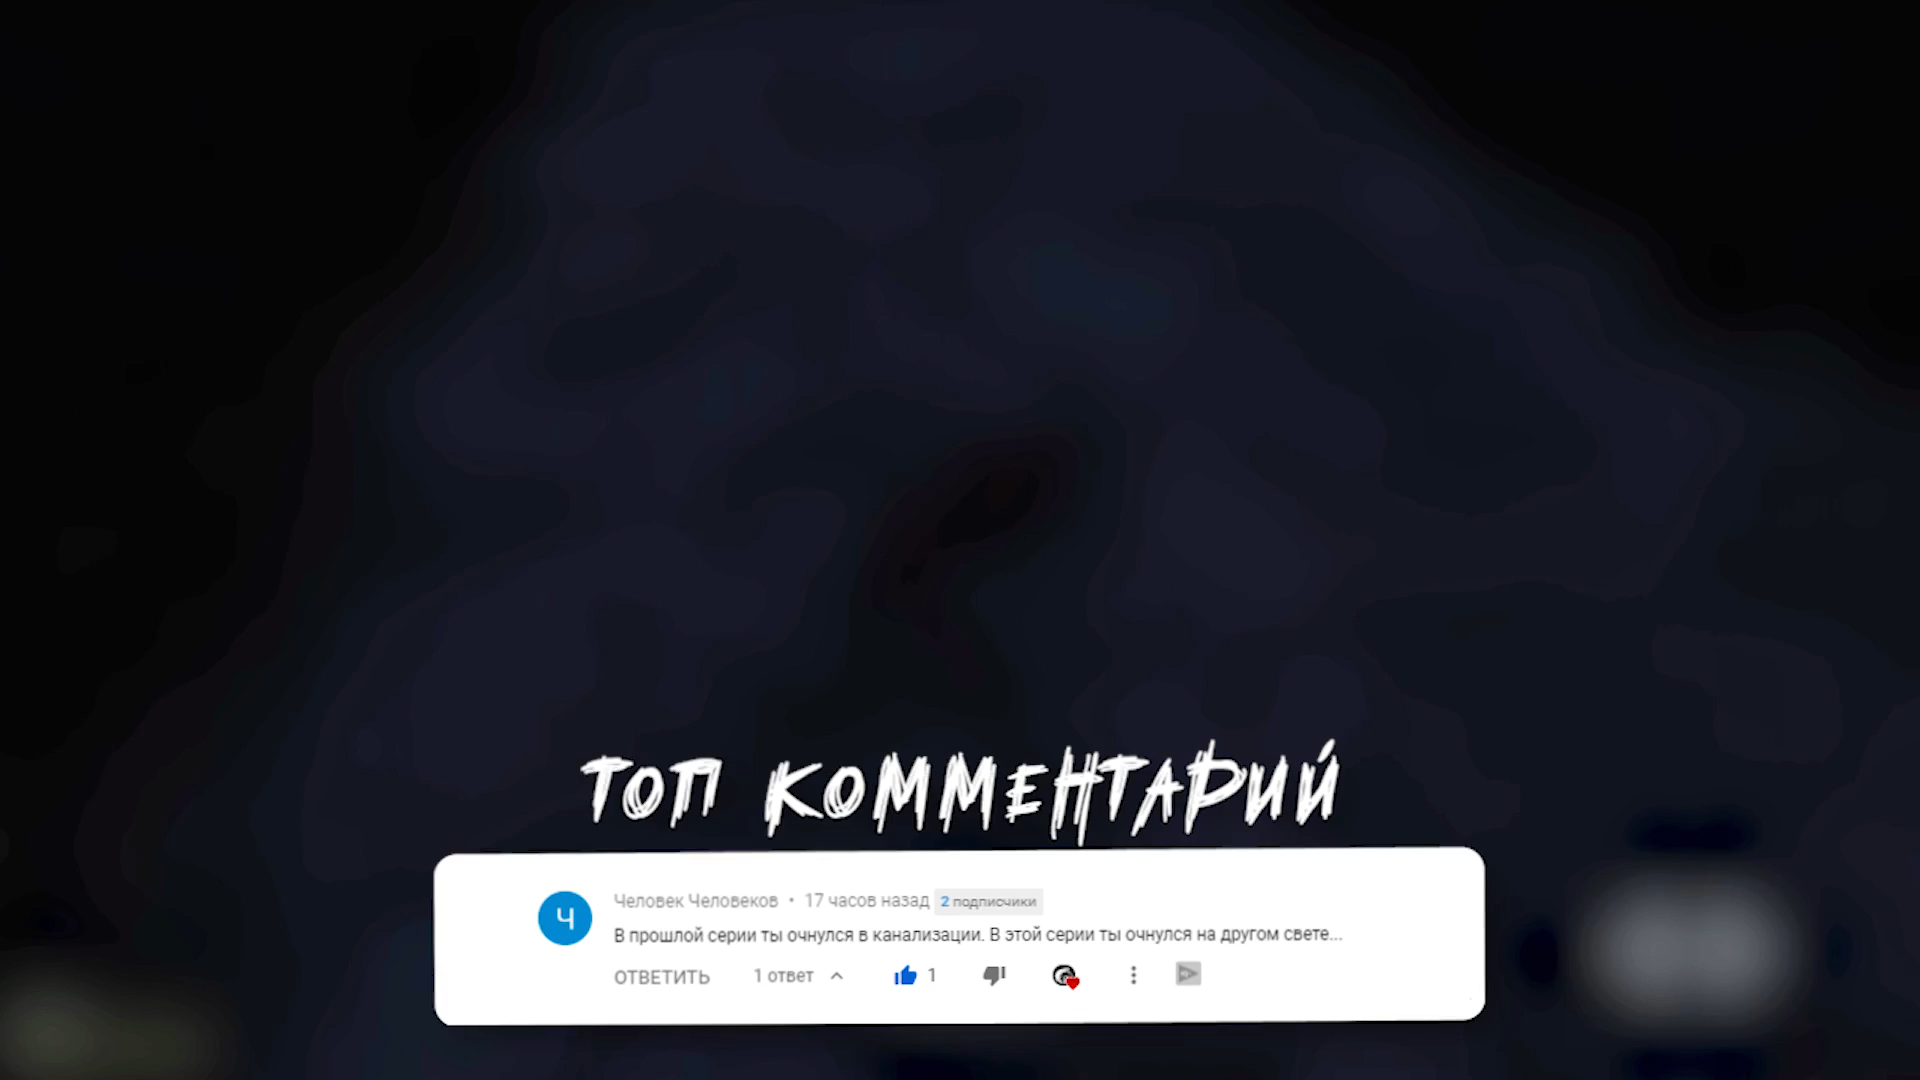 ТОП КОММЕНТАРИЙ
Человек Человеков • 17 часов назад 2 подписчики
В прошлой серии ты очнулся в канализации. В этой серии ты очнулся на другом свете...
ОТВЕТИТЬ 1 ответ 1